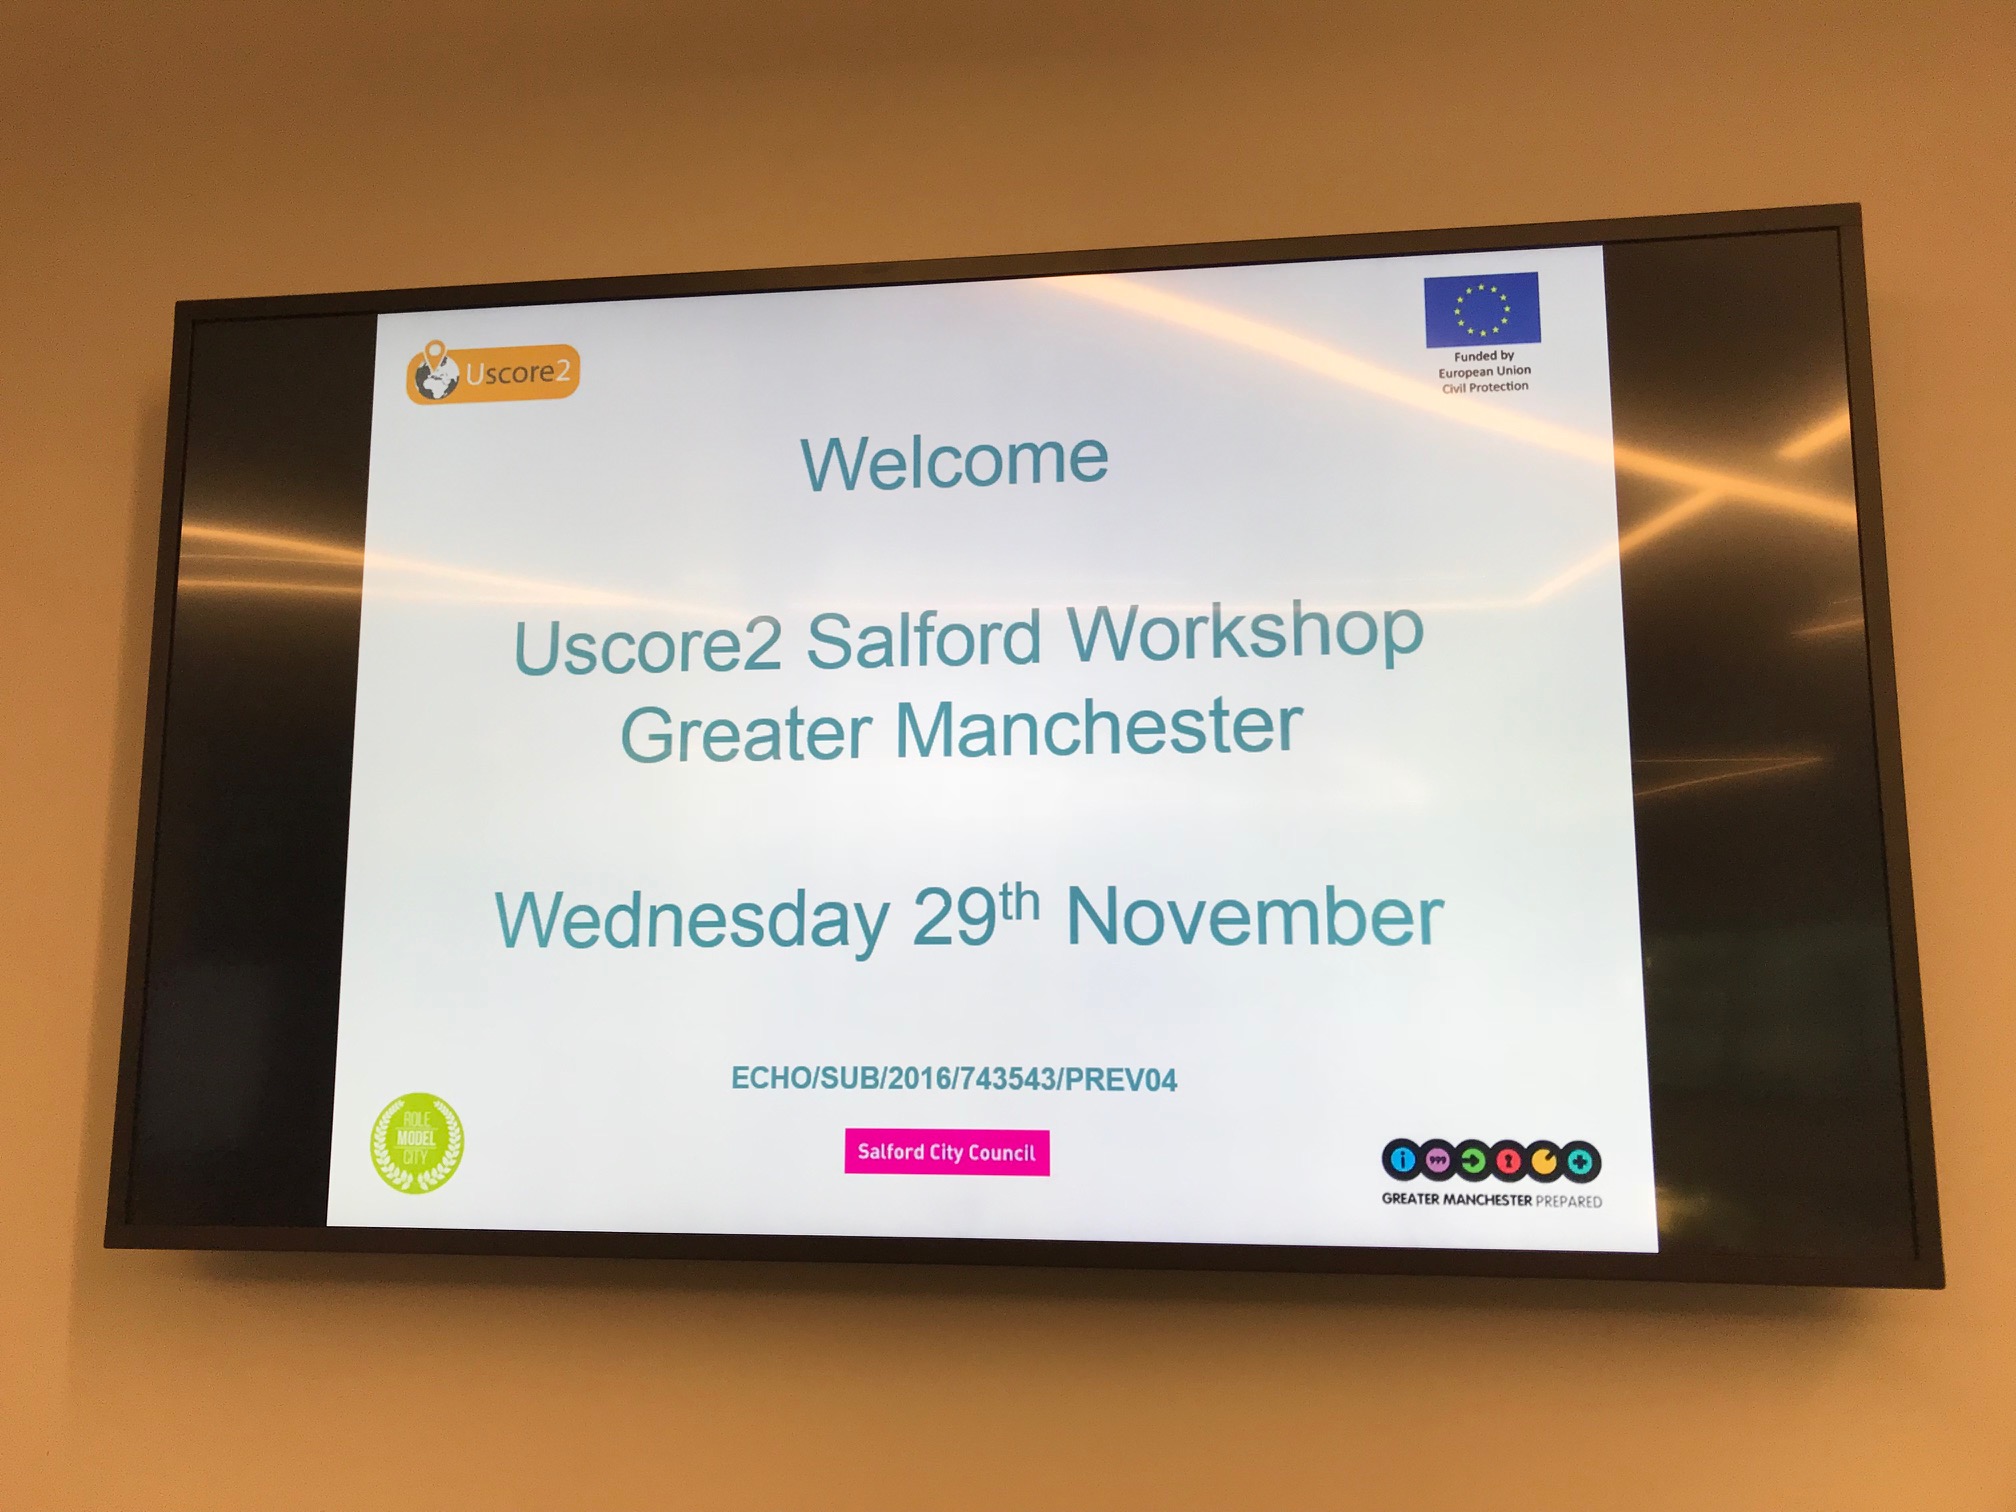 Uscore2
Funded by
European Union
Civil Protection
Welcome
Uscore2 Salford Workshop
Greater Manchester
Wednesday 29th November
ECHO/SUB/2016/743543/PREV04
ROLE
MODEL
CITY
Salford City Council
i 999
GREATER MANCHESTER PREPARED